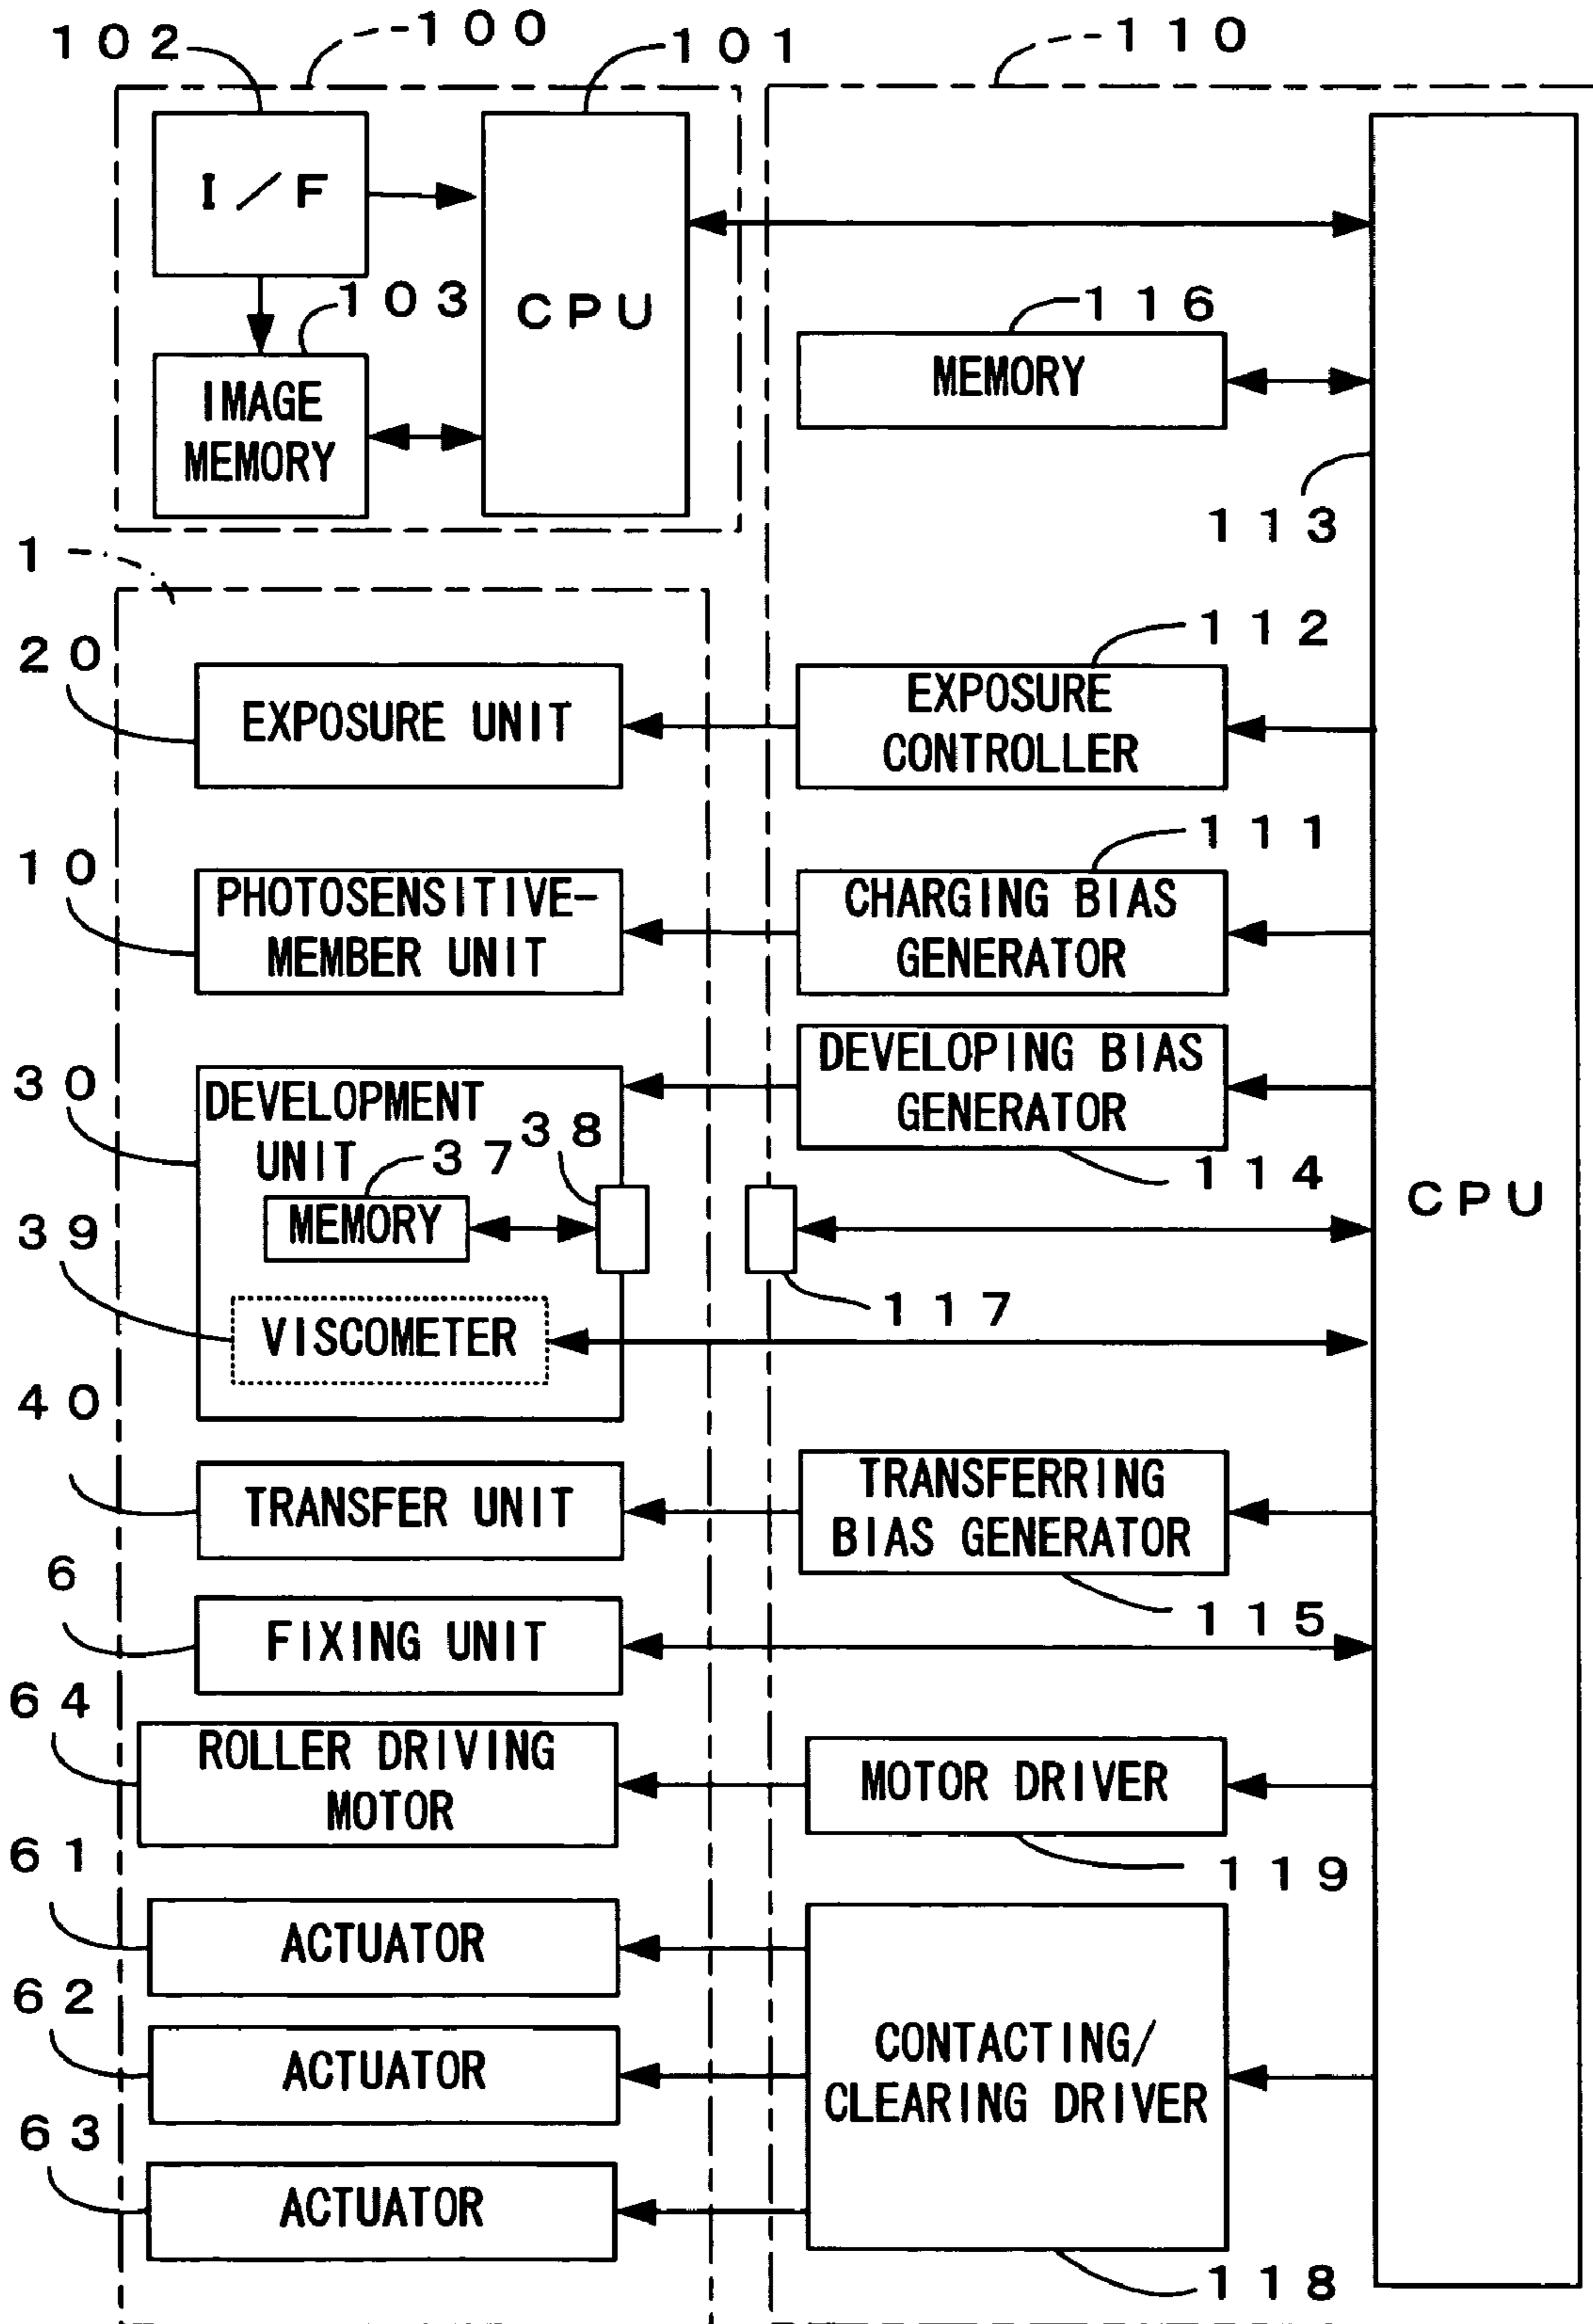 102
100
101
110
I/F
CPU
103
IMAGE
MEMORY
116
MEMORY
113
1
20
EXPOSURE UNIT
112
EXPOSURE
CONTROLLER
10
PHOTOSENSITIVE-
MEMBER UNIT
111
CHARGING BIAS
GENERATOR
30
DEVELOPMENT
UNIT
37
38
MEMORY
39
VISCOMETER
DEVELOPING BIAS
GENERATOR
114
CPU
117
40
TRANSFER UNIT
TRANSFERRING
BIAS GENERATOR
115
6
FIXING UNIT
64
ROLLER DRIVING
MOTOR
MOTOR DRIVER
119
61
ACTUATOR
62
ACTUATOR
63
ACTUATOR
CONTACTING/
CLEARING DRIVER
118